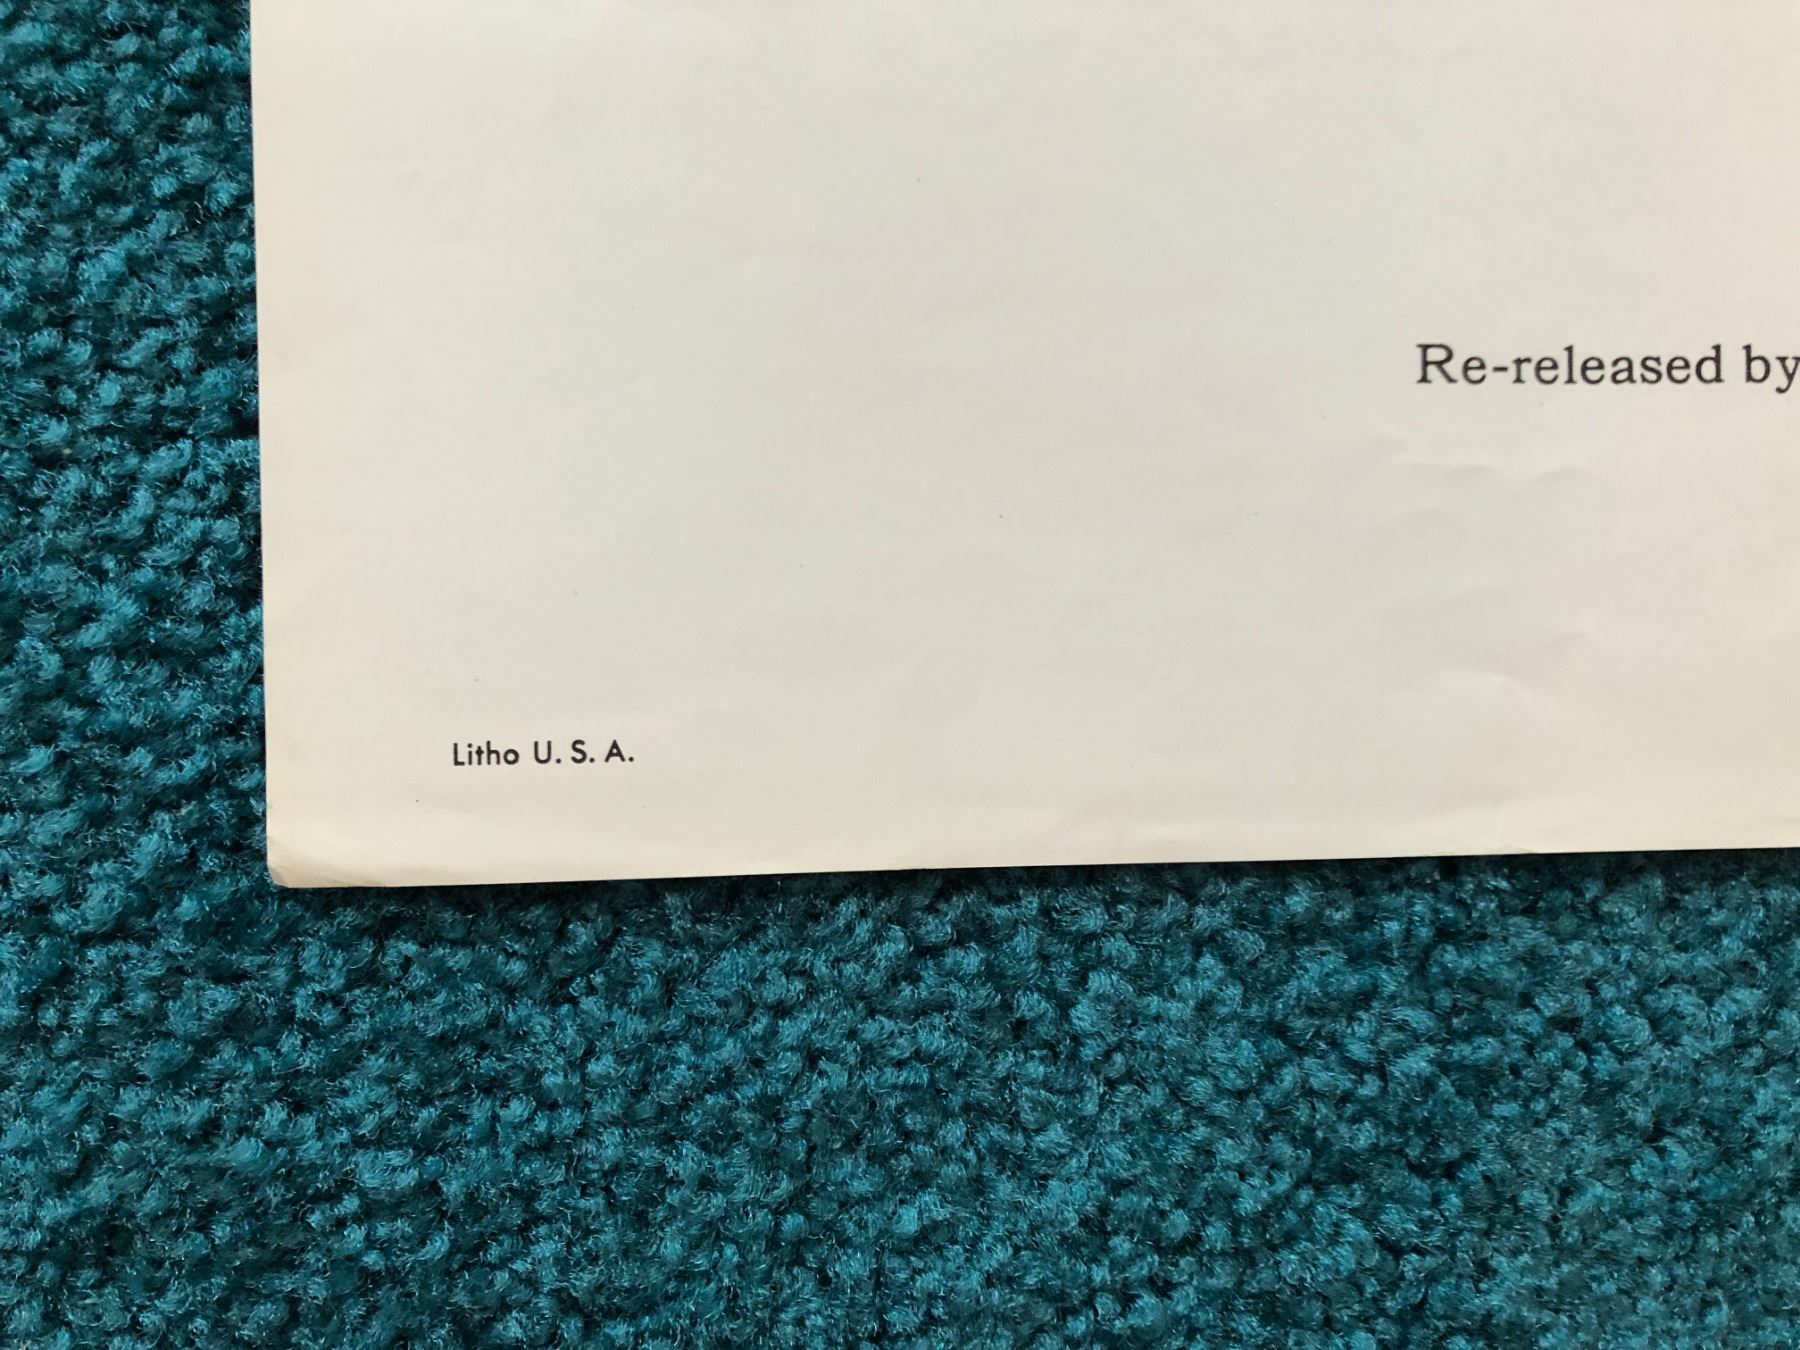 Re-released by
Litho U. S. A.